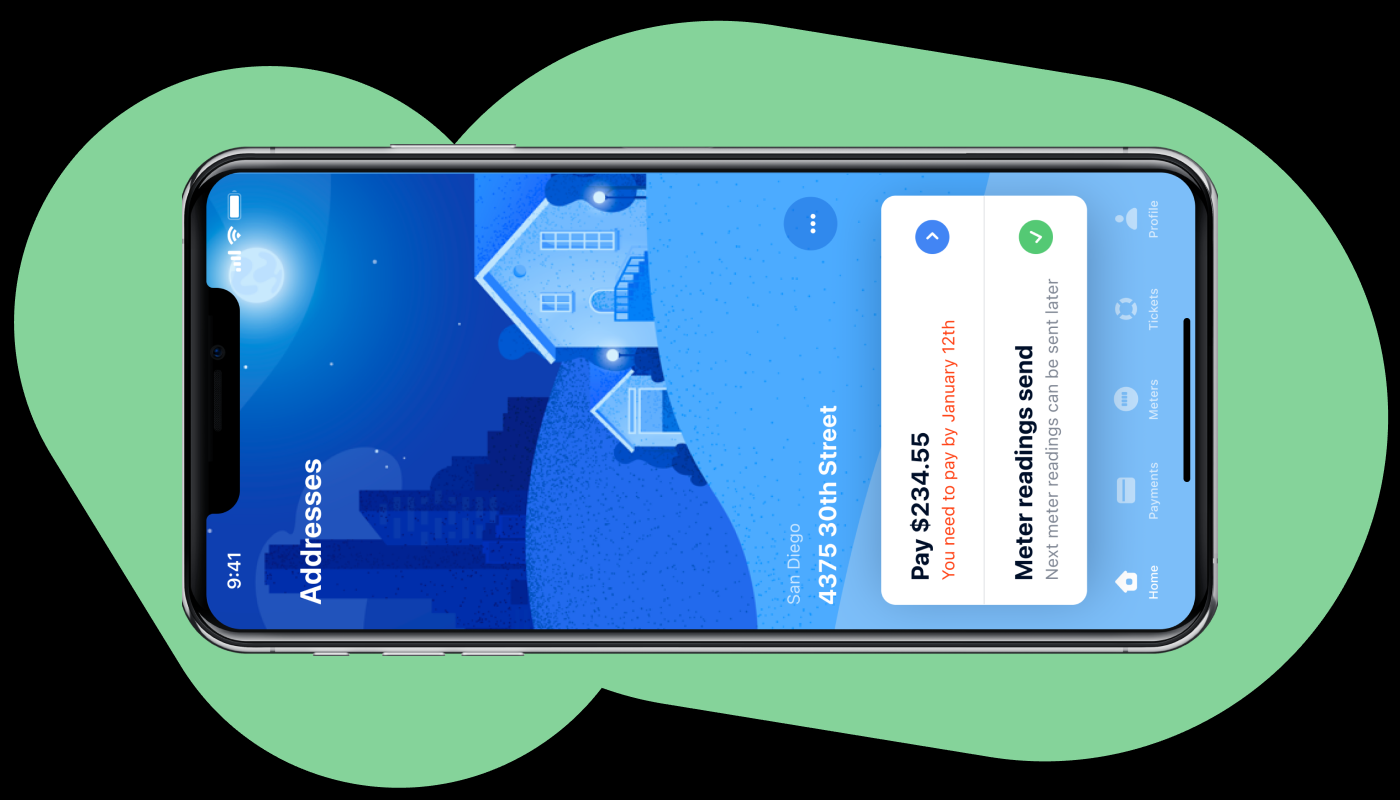 9:41
Addresses
San Diego
4375 30th Street
Pay $234.55
You need to pay by January 12th
Meter readings send
Next meter readings can be sent later
Home
Payments
Meters
Tickets
Profile